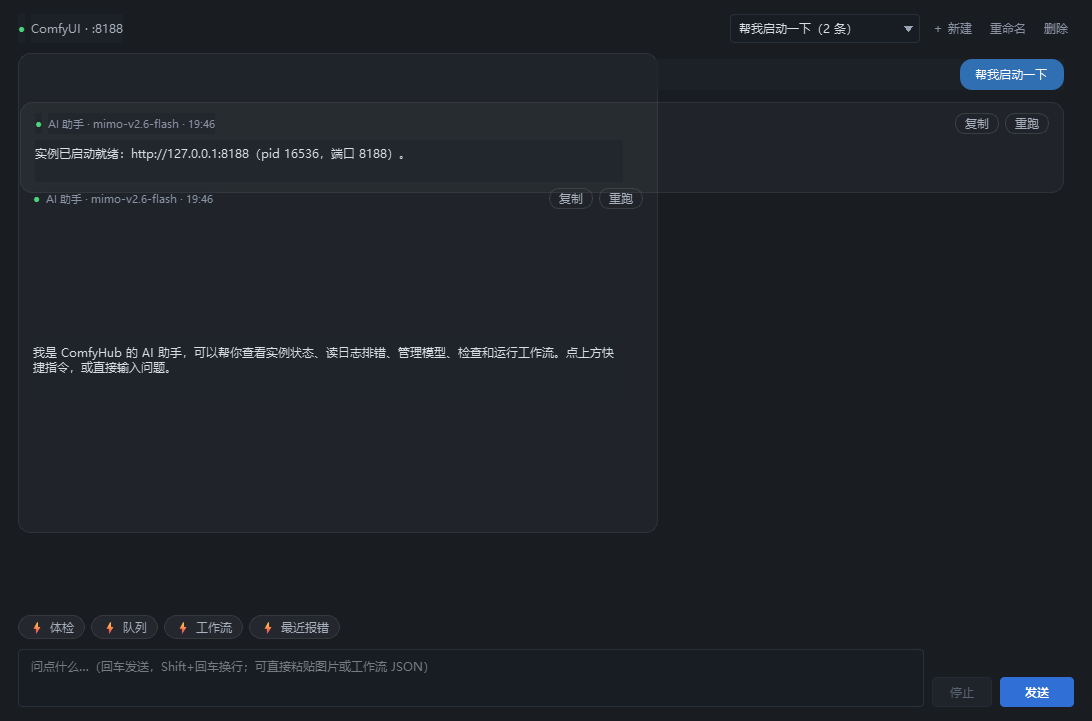 ComfyUI · :8188
帮我启动一下（2 条）
+ 新建
重命名
删除
帮我启动一下
AI 助手 · mimo-v2.6-flash · 19:46
复制
重跑
实例已启动就绪：http://127.0.0.1:8188（pid 16536，端口 8188）。
AI 助手 · mimo-v2.6-flash · 19:46
复制
重跑
我是 ComfyHub 的 AI 助手，可以帮你查看实例状态、读日志排错、管理模型、检查和运行工作流。点上方快
捷指令，或直接输入问题。
体检
队列
工作流
最近报错
问点什么...（回车发送，Shift+回车换行；可直接粘贴图片或工作流 JSON）
停止
发送